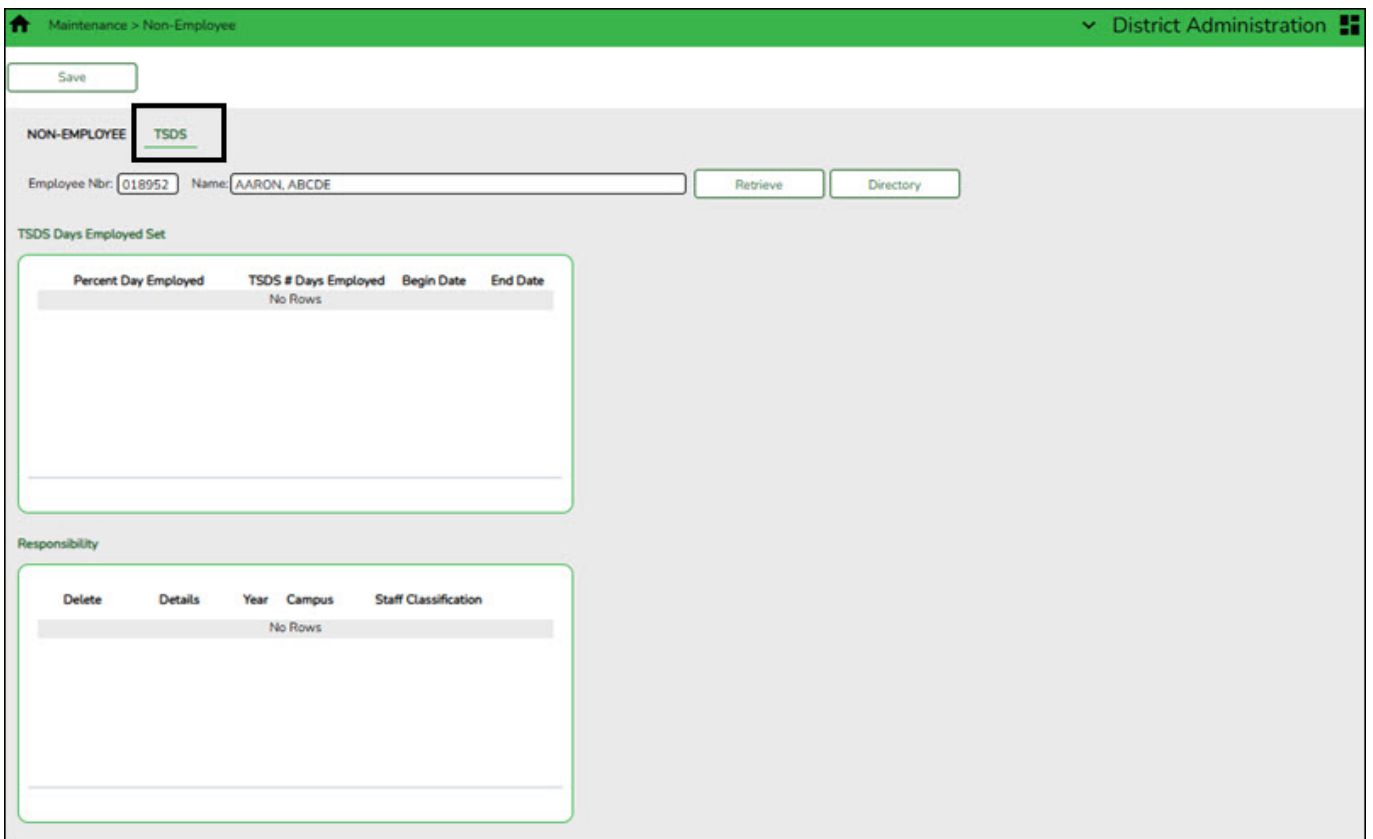 Maintenance > Non-Employee District Administration
Save
NON-EMPLOYEE TSDS
Employee Nbr: 018952 Name: AARON, ABCDE Retrieve Directory
TSDS Days Employed Set
Percent Day Employed TSDS # Days Employed Begin Date End Date
No Rows
Responsibility
Delete Details Year Campus Staff Classification
No Rows